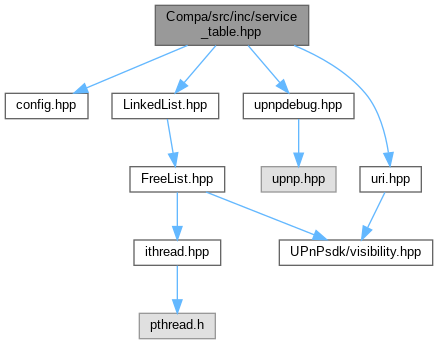 Compa/src/inc/service
_table.hpp
config.hpp
LinkedList.hpp
upnpdebug.hpp
FreeList.hpp
upnp.hpp
uri.hpp
ithread.hpp
UPnPsdk/visibility.hpp
pthread.h